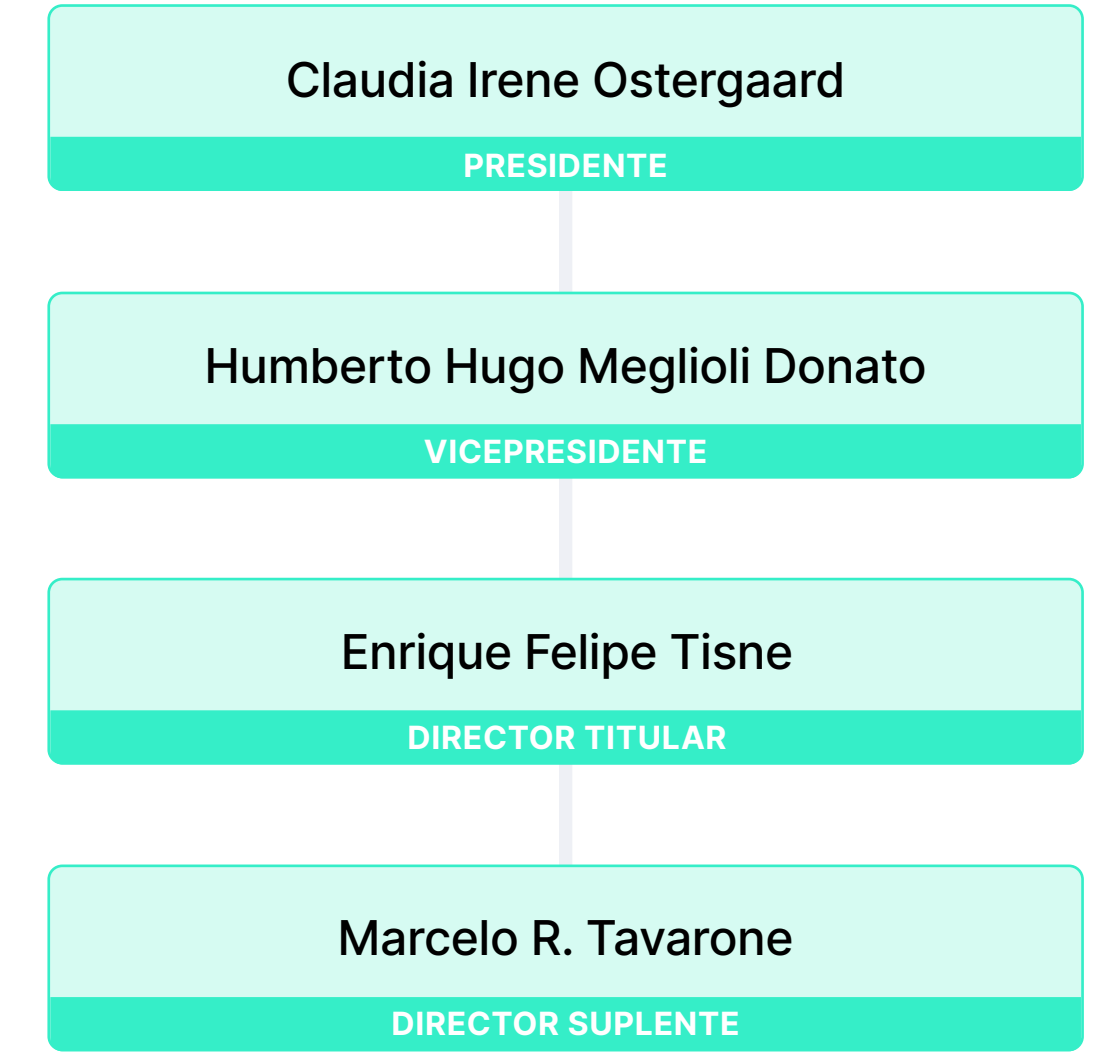 Claudia Irene Ostergaard
PRESIDENTE
Humberto Hugo Meglioli Donato
VICEPRESIDENTE
Enrique Felipe Tisne
DIRECTOR TITULAR
Marcelo R. Tavarone
DIRECTOR SUPLENTE